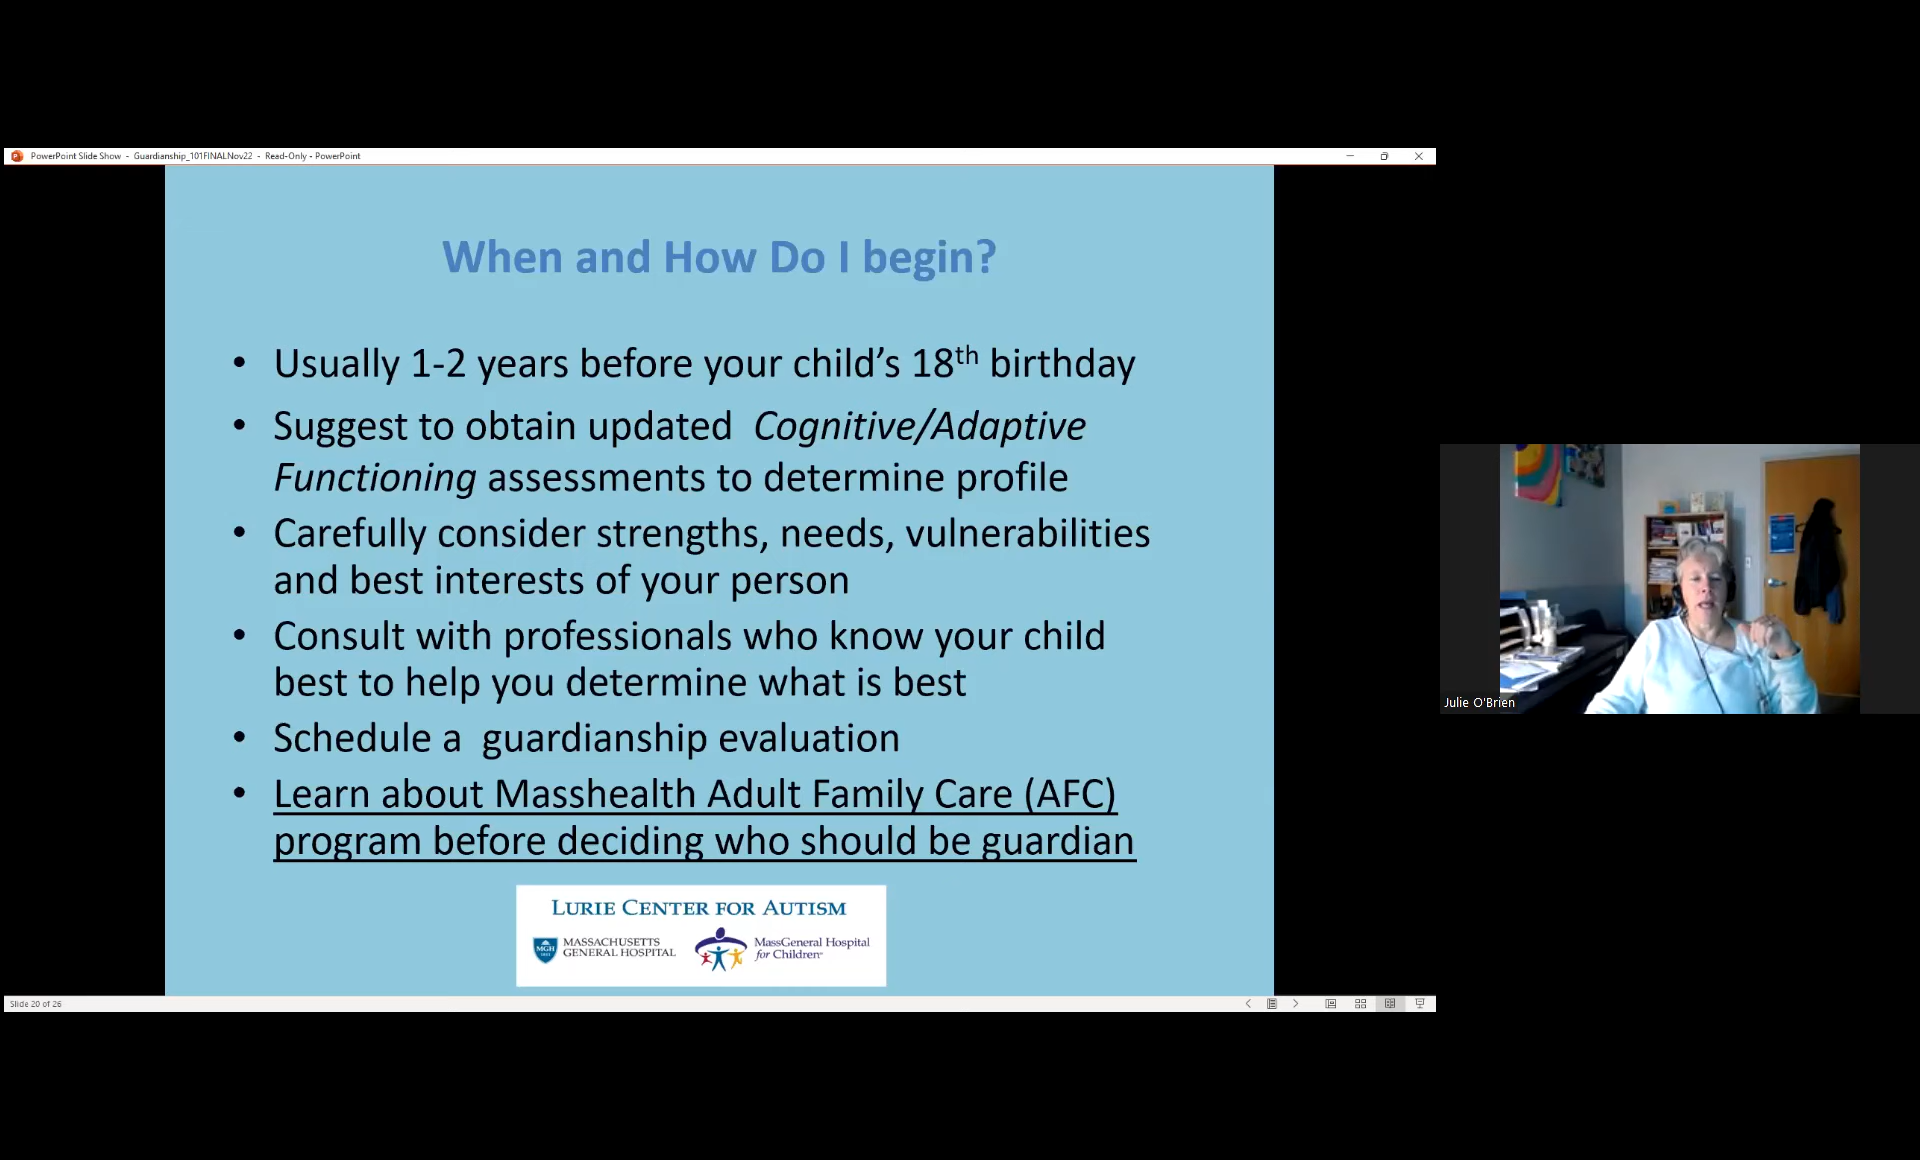 PowerPoint Slide Show - Guardianship_101FINALNov22 - Read-Only - PowerPoint
When and How Do I begin?
• Usually 1-2 years before your child’s 18th birthday
• Suggest to obtain updated Cognitive/Adaptive
Functioning assessments to determine profile
• Carefully consider strengths, needs, vulnerabilities
and best interests of your person
• Consult with professionals who know your child
best to help you determine what is best
• Schedule a guardianship evaluation
• Learn about Masshealth Adult Family Care (AFC)
program before deciding who should be guardian
LURIE CENTER FOR AUTISM
MGH
MASSACHUSETTS
GENERAL HOSPITAL
MassGeneral Hospital
for Children
Slide 20 of 26
Julie O'Brien